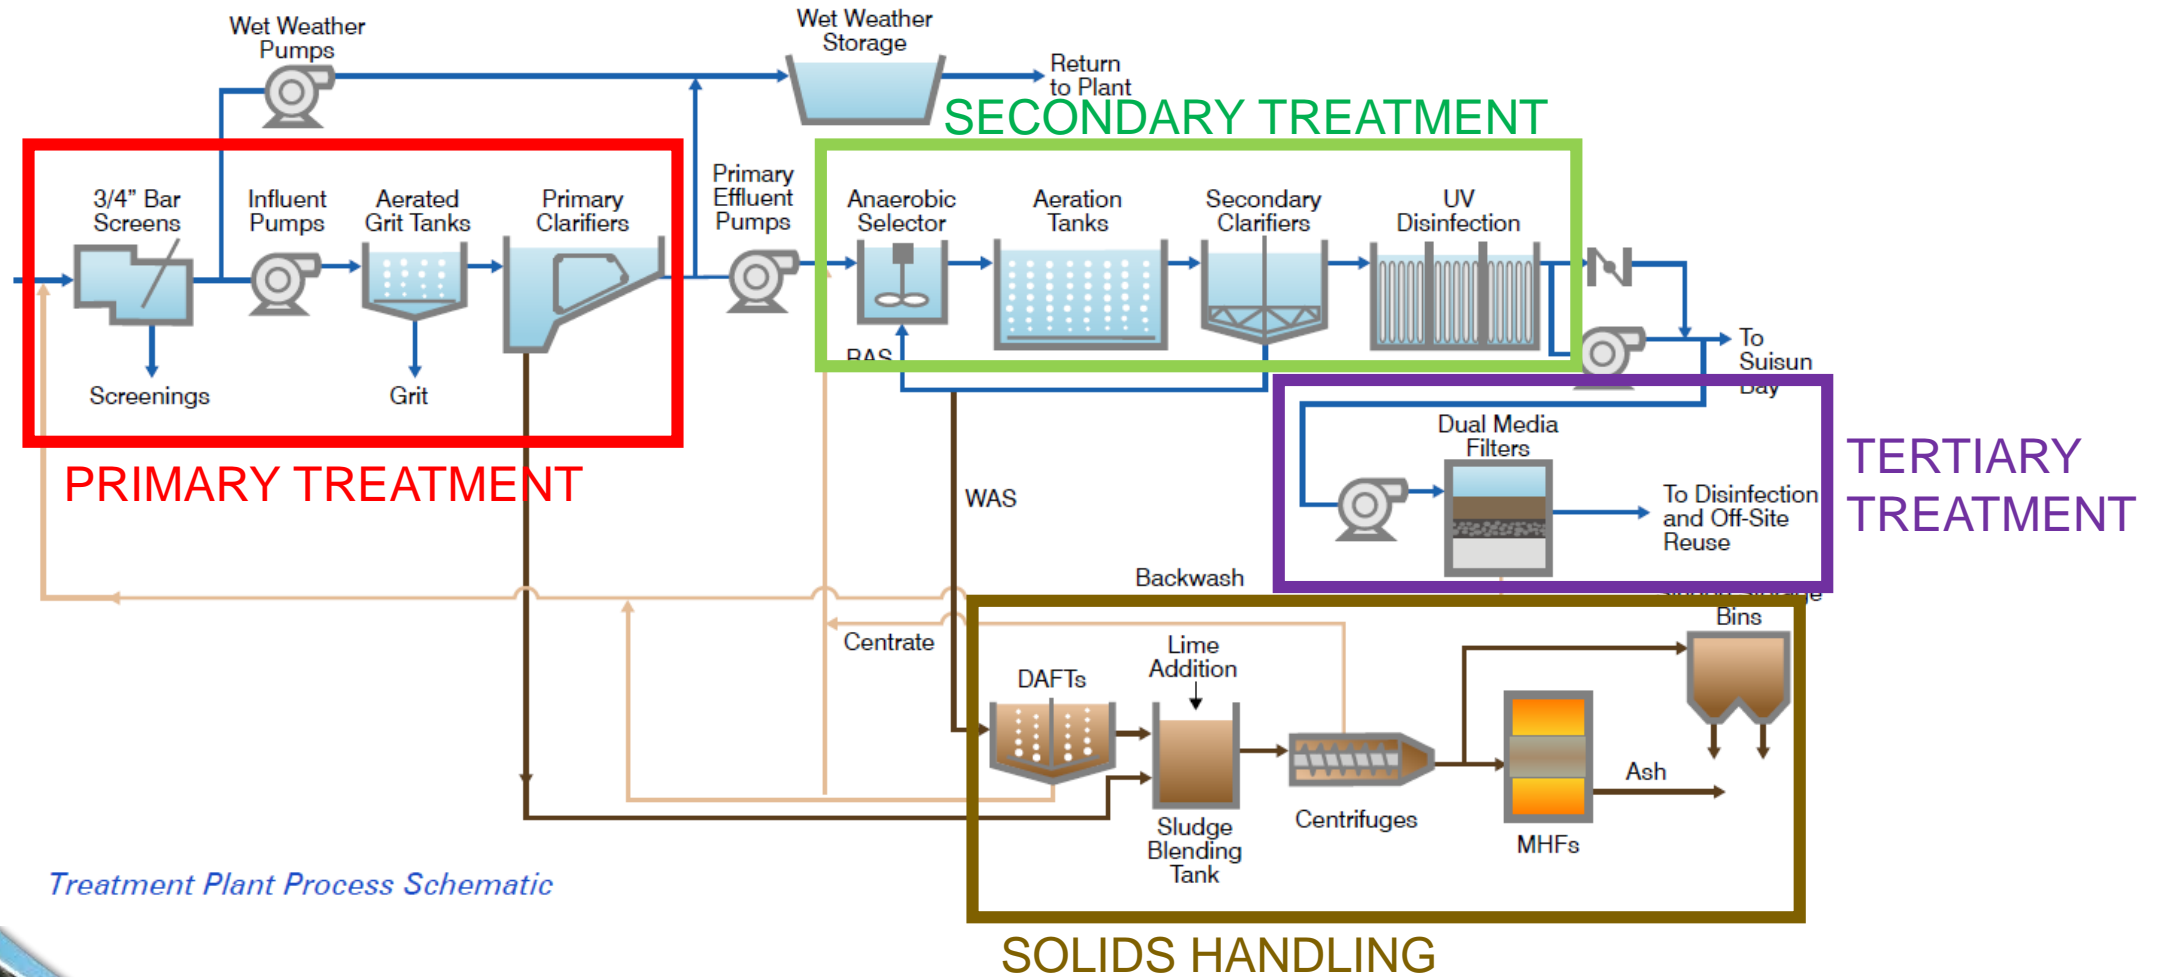 Wet Weather
Pumps
Wet Weather
Storage
Return
to Plant
SECONDARY TREATMENT
3/4” Bar
Screens
Influent
Pumps
Aerated
Grit Tanks
Primary
Clarifiers
Primary
Effluent
Pumps
Anaerobic
Selector
Aeration
Tanks
Secondary
Clarifiers
UV
Disinfection
RAS
To
Suisun
Bay
Screenings
Grit
PRIMARY TREATMENT
WAS
Dual Media
Filters
To Disinfection
and Off-Site
Reuse
TERTIARY
TREATMENT
Backwash
Centrate
DAFTs
Lime
Addition
Sludge
Blending
Tank
Centrifuges
MHFs
Ash
Storage
Bins
Treatment Plant Process Schematic
SOLIDS HANDLING